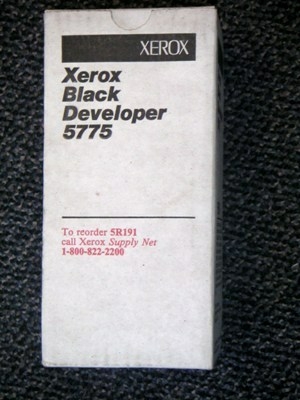 XEROX
Xerox
Black
Developer
5775
To reorder 5R191
call Xerox Supply Net
1-800-822-2200